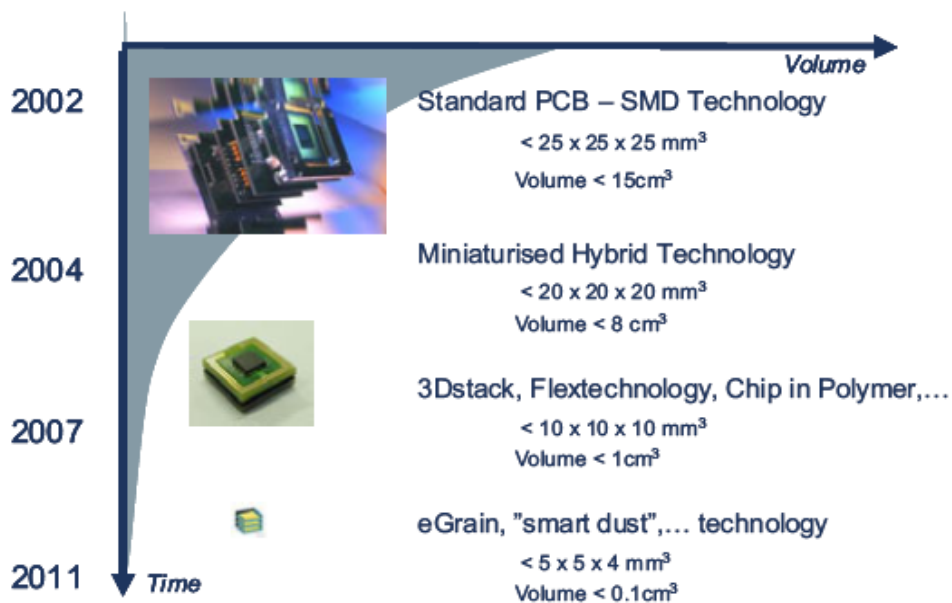 Volume
2002
Standard PCB – SMD Technology
< 25 x 25 x 25 mm³
Volume < 15cm³
2004
Miniaturised Hybrid Technology
< 20 x 20 x 20 mm³
Volume < 8 cm³
3Dstack, Flextechnology, Chip in Polymer,...
2007
< 10 x 10 x 10 mm³
Volume < 1cm³
eGrain, "smart dust",... technology
< 5 x 5 x 4 mm³
2011
Time
Volume < 0.1cm³